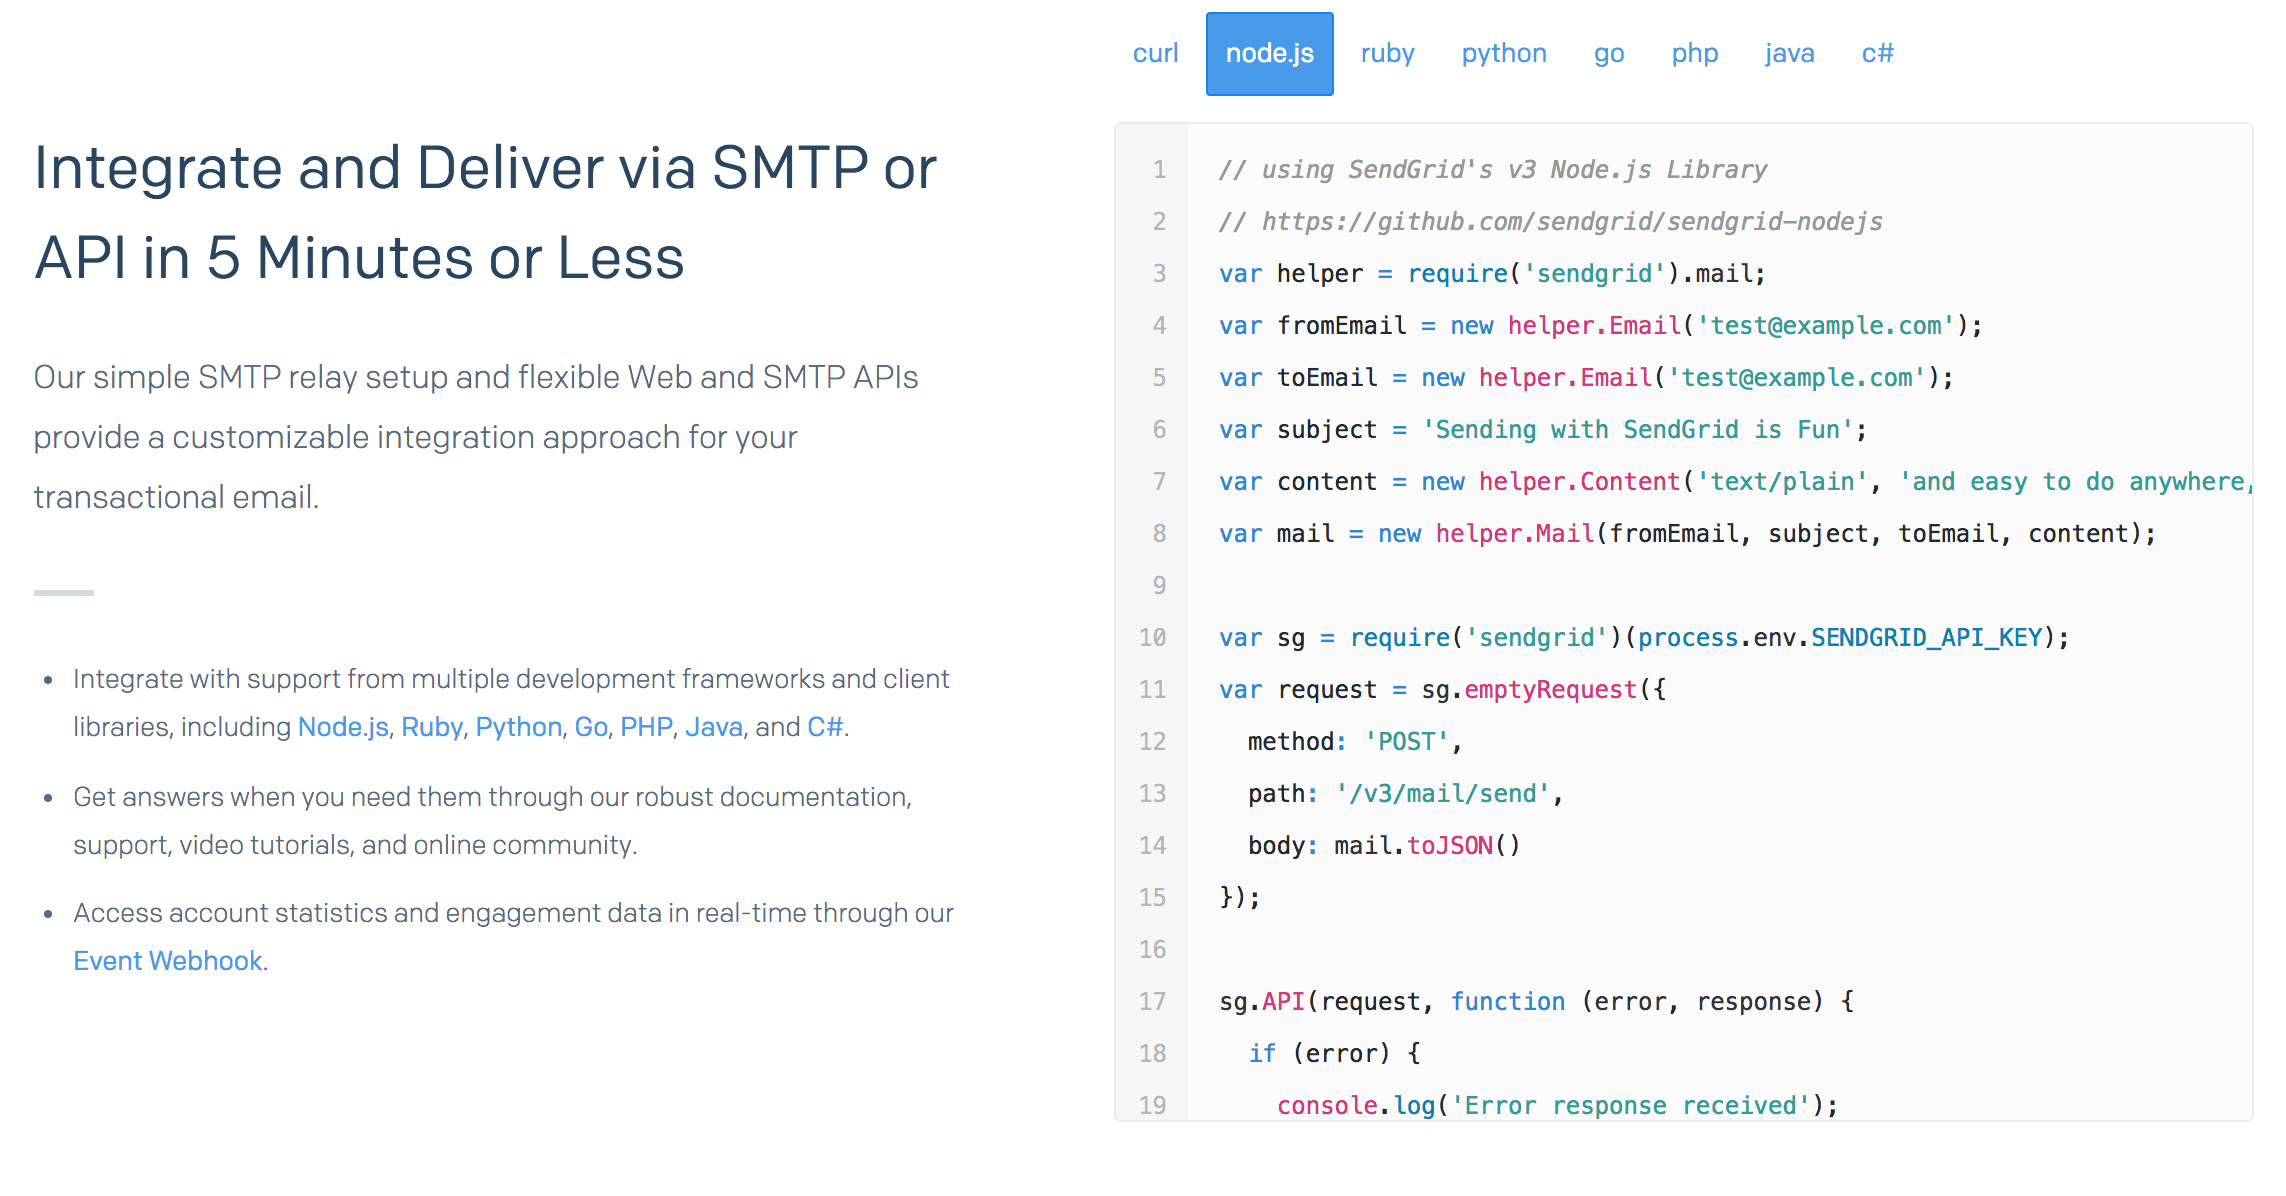 curl node.js ruby python go php java c#
Integrate and Deliver via SMTP or
API in 5 Minutes or Less
Our simple SMTP relay setup and flexible Web and SMTP APIs
provide a customizable integration approach for your
transactional email.
• Integrate with support from multiple development frameworks and client
libraries, including Node.js, Ruby, Python, Go, PHP, Java, and C#.
• Get answers when you need them through our robust documentation,
support, video tutorials, and online community.
• Access account statistics and engagement data in real-time through our
Event Webhook.
1 // using SendGrid's v3 Node.js Library
2 // https://github.com/sendgrid/sendgrid-nodejs
3 var helper = require('sendgrid').mail;
4 var fromEmail = new helper.Email('test@example.com');
5 var toEmail = new helper.Email('test@example.com');
6 var subject = 'Sending with SendGrid is Fun';
7 var content = new helper.Content('text/plain', 'and easy to do anywhere,
8 var mail = new helper.Mail(fromEmail, subject, toEmail, content);
9
10 var sg = require('sendgrid')(process.env.SENDGRID_API_KEY);
11 var request = sg.emptyRequest({
12   method: 'POST',
13   path: '/v3/mail/send',
14   body: mail.toJSON()
15 });
16
17 sg.API(request, function (error, response) {
18   if (error) {
19     console.log('Error response received');